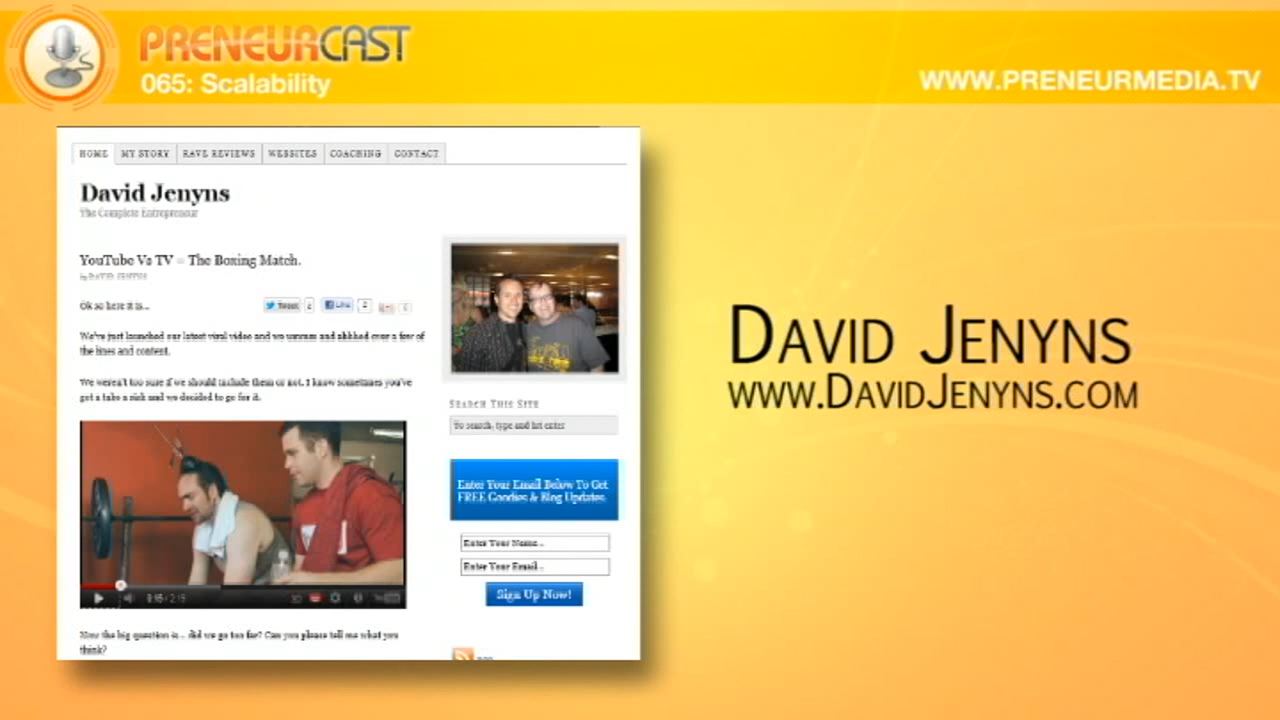 PRENEURCAST
065: Scalability
WWW.PRENEURMEDIA.TV
HOME MY STORY RAVE REVIEWS WEBSITES COACHING CONTACT
David Jenyns
The Complete Entrepreneur
YouTube Vs TV – The Boxing Match.
by DAVID JENYNS
Ok so here it is...
Tweet 2 Like 2
We've just launched our latest viral video and we ummm and ahhhed over a few of
the lines and content.
We weren't too sure if we should include them or not. I know sometimes you've
got a take a risk and we decided to go for it.
Now the big question is... did we go too far? Can you please tell me what you
think?
SEARCH THIS SITE
To search, type and hit enter
Enter Your Email Below To Get
FREE Goodies & Blog Updates.
Enter Your Name...
Enter Your Email...
Sign Up Now!
DAVID JENYNS
WWW.DAVIDJENYNS.COM